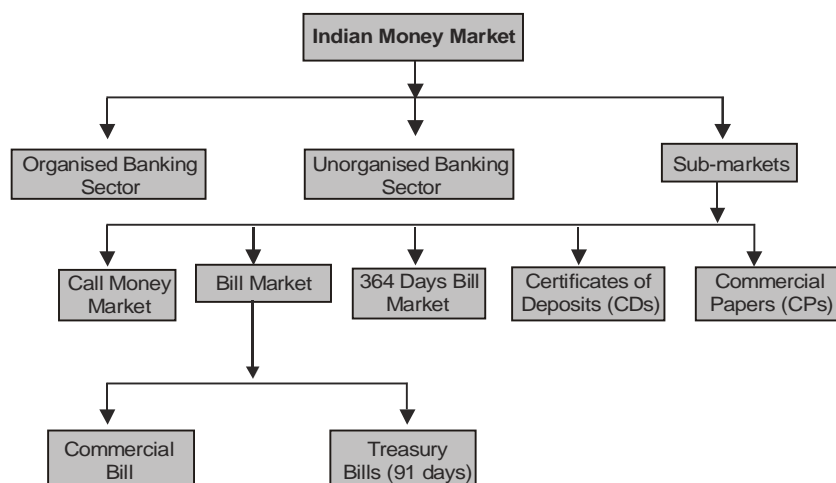 Indian Money Market
Organised Banking
Sector
Unorganised Banking
Sector
Sub-markets
Call Money
Market
Bill Market
364 Days Bill
Market
Certificates of
Deposits (CDs)
Commercial
Papers (CPs)
Commercial
Bill
Treasury
Bills (91 days)